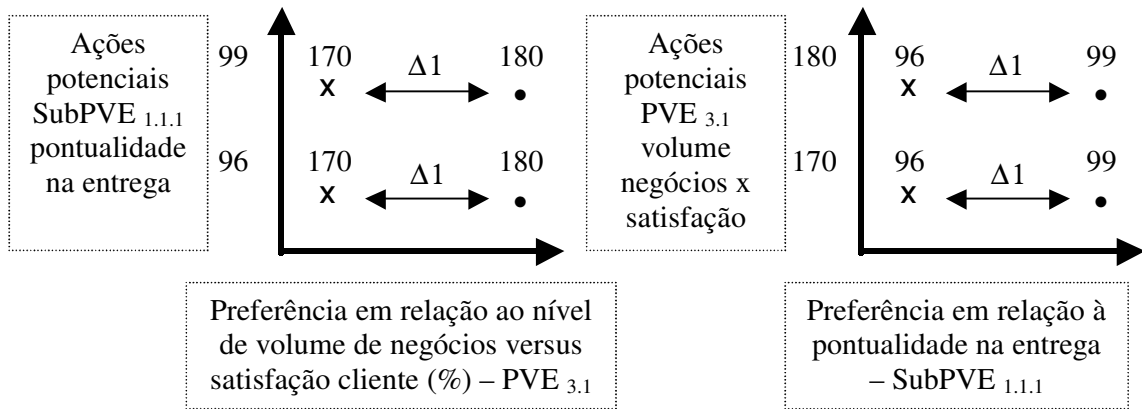 Ações
potenciais
SubPVE 1.1.1
pontualidade
na entrega
99
170
Δ1
180
x
96
170
Δ1
180
x
Preferência em relação ao nível
de volume de negócios versus
satisfação cliente (%) – PVE 3.1
Ações
potenciais
PVE 3.1
volume
negócios x
satisfação
180
96
Δ1
99
x
170
96
Δ1
99
x
Preferência em relação à
pontualidade na entrega
– SubPVE 1.1.1